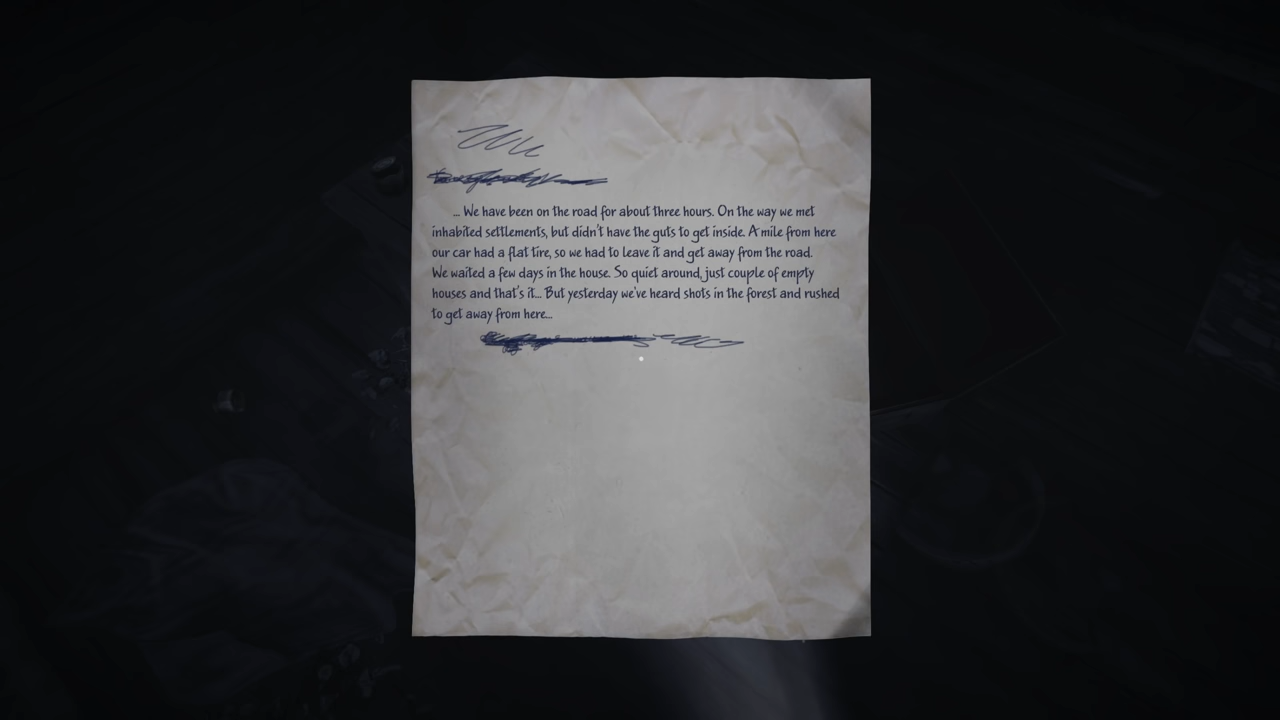 ... We have been on the road for about three hours. On the way we met
inhabited settlements, but didn't have the guts to get inside. A mile from here
our car had a flat tire, so we had to leave it and get away from the road.
We waited a few days in the house. So quiet around, just couple of empty
houses and that's it... But yesterday we've heard shots in the forest and rushed
to get away from here...